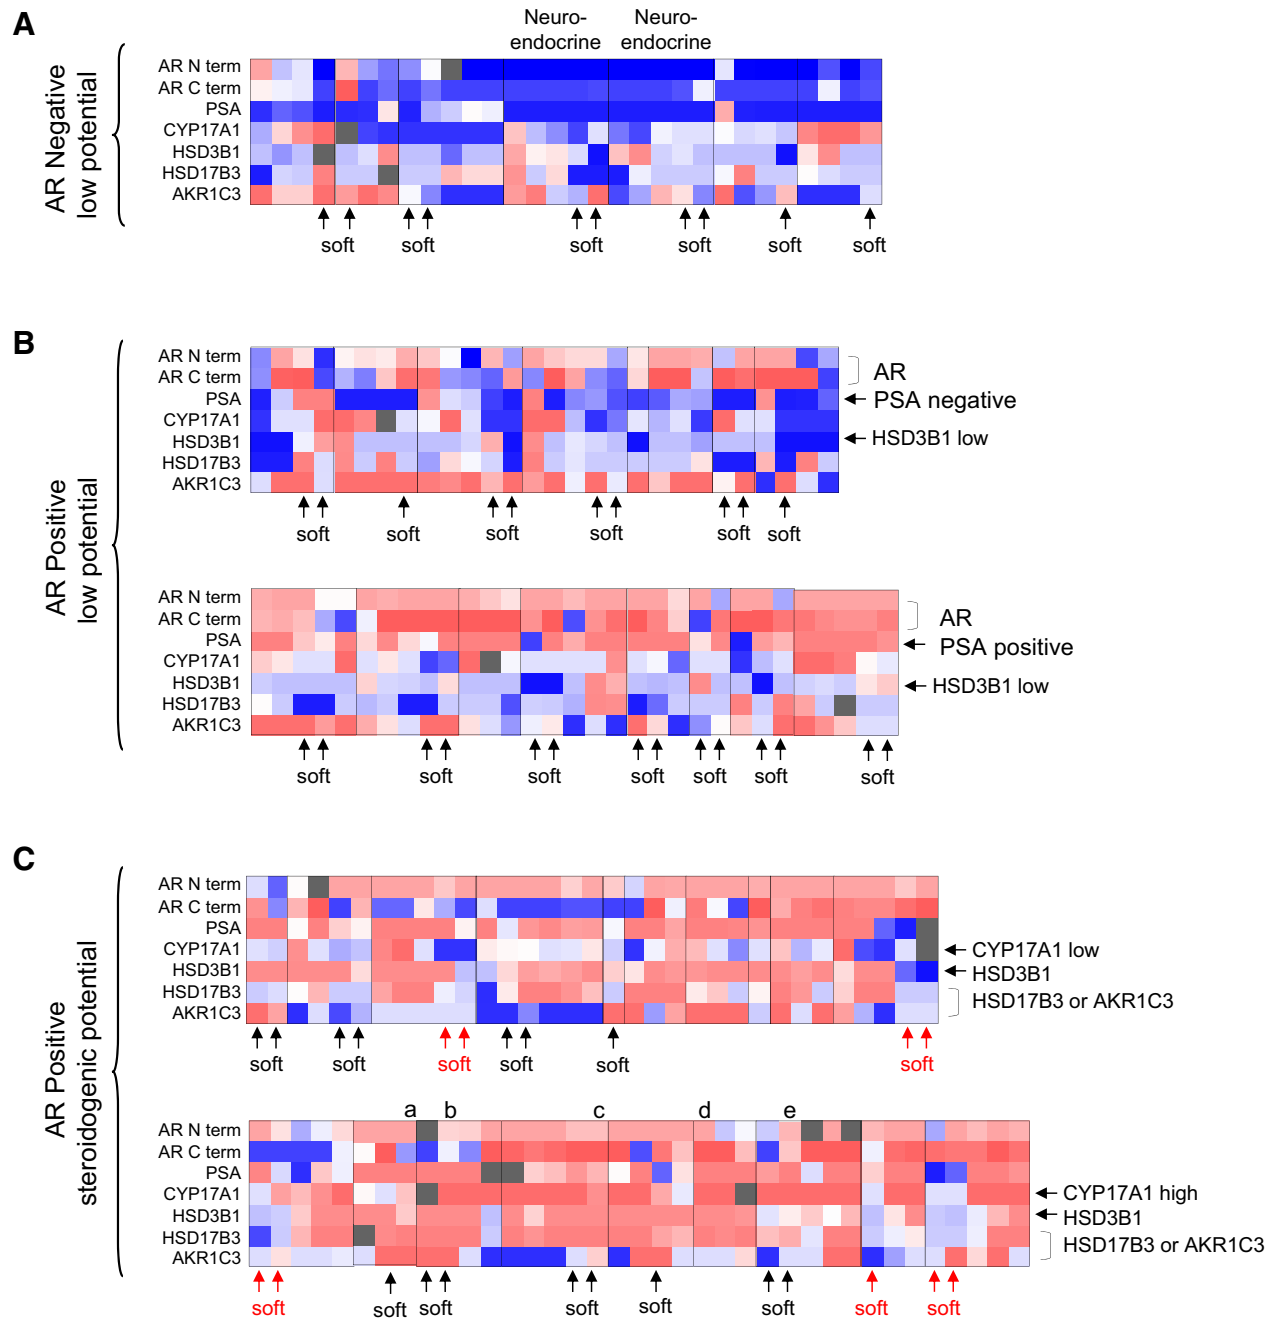 A
Neuro-
endocrine
Neuro-
endocrine
AR Negative
low potential
AR N term
AR C term
PSA
CYP17A1
HSD3B1
HSD17B3
AKR1C3
soft
soft
soft
soft
soft
soft
B
AR Positive
low potential
AR N term
AR C term
PSA
CYP17A1
HSD3B1
HSD17B3
AKR1C3
AR
PSA negative
HSD3B1 low
soft
soft
soft
soft
soft
soft
AR N term
AR C term
PSA
CYP17A1
HSD3B1
HSD17B3
AKR1C3
AR
PSA positive
HSD3B1 low
soft
soft
soft
soft
soft
soft
soft
C
AR Positive
steroidogenic potential
AR N term
AR C term
PSA
CYP17A1
HSD3B1
HSD17B3
AKR1C3
CYP17A1 low
HSD3B1
HSD17B3 or AKR1C3
soft
soft
soft
soft
soft
soft
a
b
c
d
e
AR N term
AR C term
PSA
CYP17A1
HSD3B1
HSD17B3
AKR1C3
CYP17A1 high
HSD3B1
HSD17B3 or AKR1C3
soft
soft
soft
soft
soft
soft
soft
soft